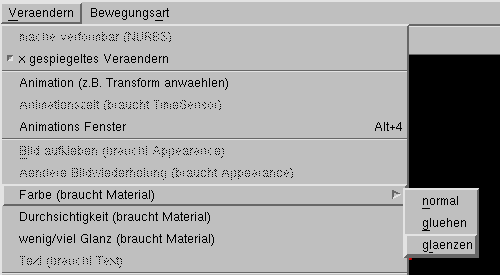 Veraendern Bewegungsart
mache verformbar (NURBS)
x gespiegeltes Veraendern
Animation (z.B. Transform anwaehlen)
Animationszeit (braucht TimeSensor)
Animations Fenster Alt+4
Bild aufkleben (braucht Appearance)
Aendere Bildwiederholung (braucht Appearance)
Farbe (braucht Material)
normal
Durchsichtigkeit (braucht Material)
gluehen
wenig/viel Glanz (braucht Material)
glaenzen
Text (braucht Text)